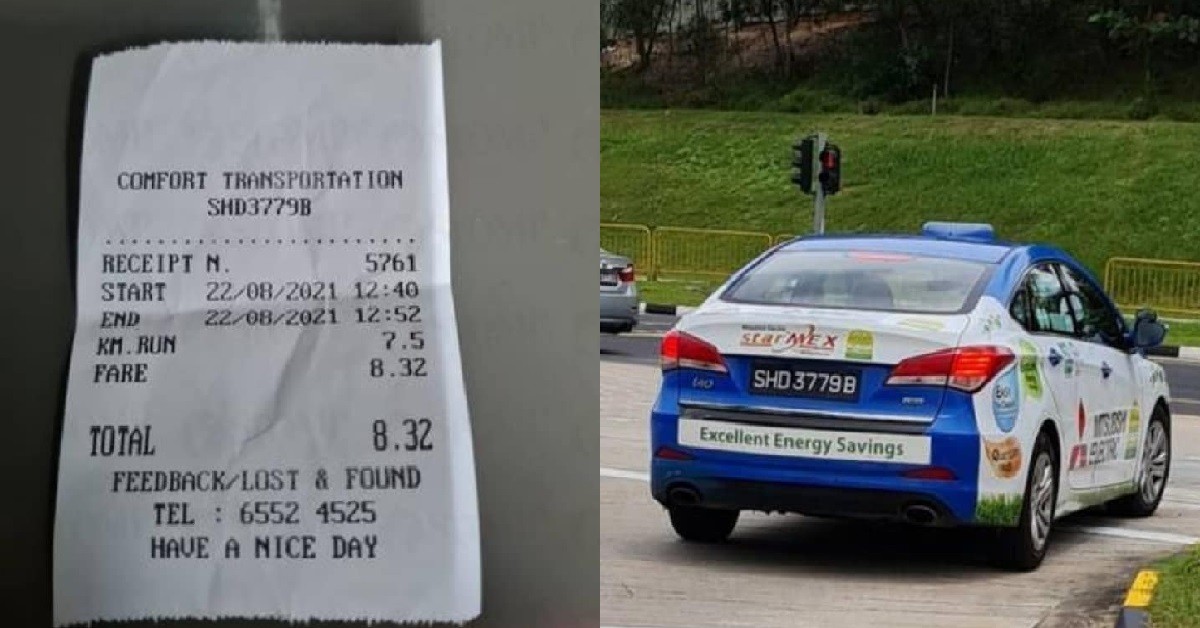 COMFORT TRANSPORTATION
SHD3779B
RECEIPT N. 5761
START 22/08/2021 12:40
END 22/08/2021 12:52
KM.RUN 7.5
FARE 8.32
TOTAL 8.32
FEEDBACK/LOST & FOUND
TEL : 6552 4525
HAVE A NICE DAY
starMEX
i40
SHD3779B
Excellent Energy Savings
MITSUBISHI
ELECTRIC